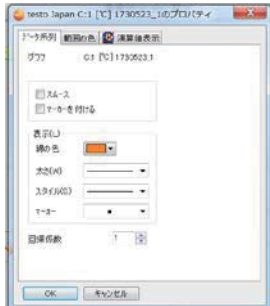 testo Japan C:1 [℃] 1730523_1のプロパティ
データ系列 範囲の色 演算値表示
グラフ C:1 [℃] 1730523_1
スムース
マーカーを付ける
表示(L)
線の色
太さ(W)
スタイル(S)
マーカー
回帰係数 1
OK キャンセル